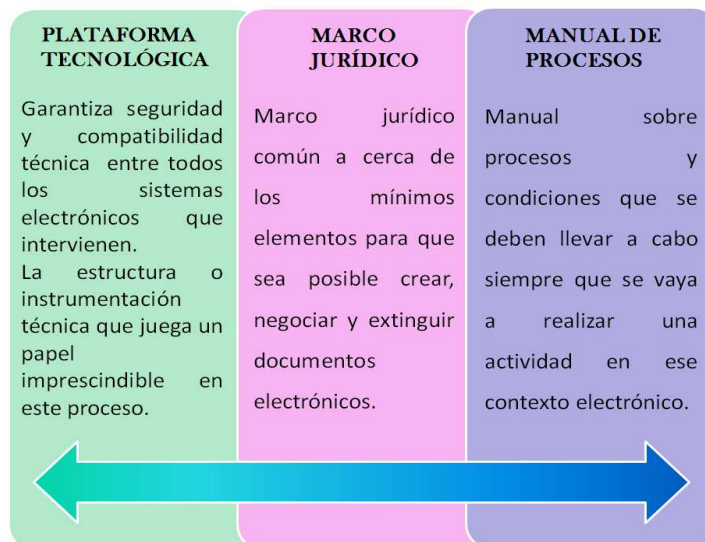 PLATAFORMA
TECNOLÓGICA
Garantiza seguridad
y compatibilidad
técnica entre todos
los sistemas
electrónicos que
intervienen.
La estructura o
instrumentación
técnica que juega un
papel
imprescindible en
este proceso.
MARCO
JURÍDICO
Marco jurídico
común a cerca de
los mínimos
elementos para que
sea posible crear,
negociar y extinguir
documentos
electrónicos.
MANUAL DE
PROCESOS
Manual sobre
procesos y
condiciones que se
deben llevar a cabo
siempre que se vaya
a realizar una
actividad en ese
contexto electrónico.